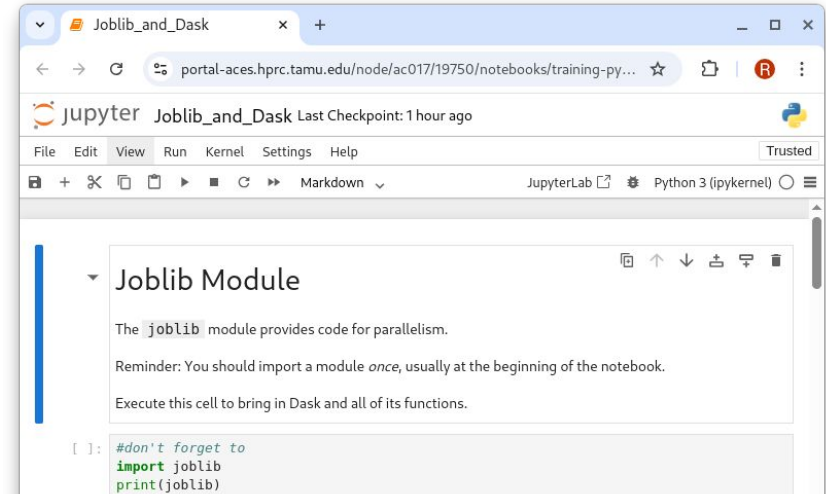 Joblib_and_Dask
portal-aces.hprc.tamu.edu/node/ac017/19750/notebooks/training-py...
R
jupyter Joblib_and_Dask Last Checkpoint: 1 hour ago
File Edit View Run Kernel Settings Help Trusted
Markdown JupyterLab Python 3 (ipykernel)
Joblib Module
The joblib module provides code for parallelism.
Reminder: You should import a module once, usually at the beginning of the notebook.
Execute this cell to bring in Dask and all of its functions.
[ ]: #don't forget to
import joblib
print(joblib)